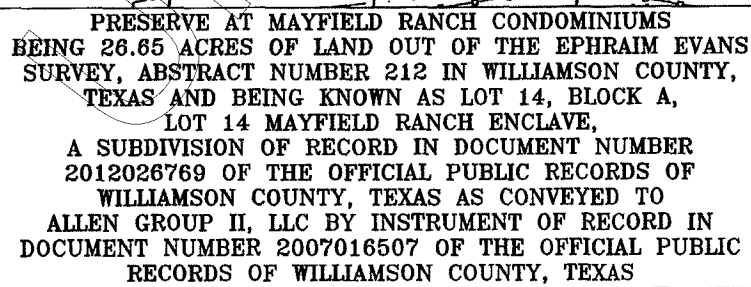 PRESERVE AT MAYFIELD RANCH CONDOMINIUMS
BEING 26.65 ACRES OF LAND OUT OF THE EPHRAIM EVANS
SURVEY, ABSTRACT NUMBER 212 IN WILLIAMSON COUNTY,
TEXAS AND BEING KNOWN AS LOT 14, BLOCK A,
LOT 14 MAYFIELD RANCH ENCLAVE,
A SUBDIVISION OF RECORD IN DOCUMENT NUMBER
2012026769 OF THE OFFICIAL PUBLIC RECORDS OF
WILLIAMSON COUNTY, TEXAS AS CONVEYED TO
ALLEN GROUP II, LLC BY INSTRUMENT OF RECORD IN
DOCUMENT NUMBER 2007016507 OF THE OFFICIAL PUBLIC
RECORDS OF WILLIAMSON COUNTY, TEXAS